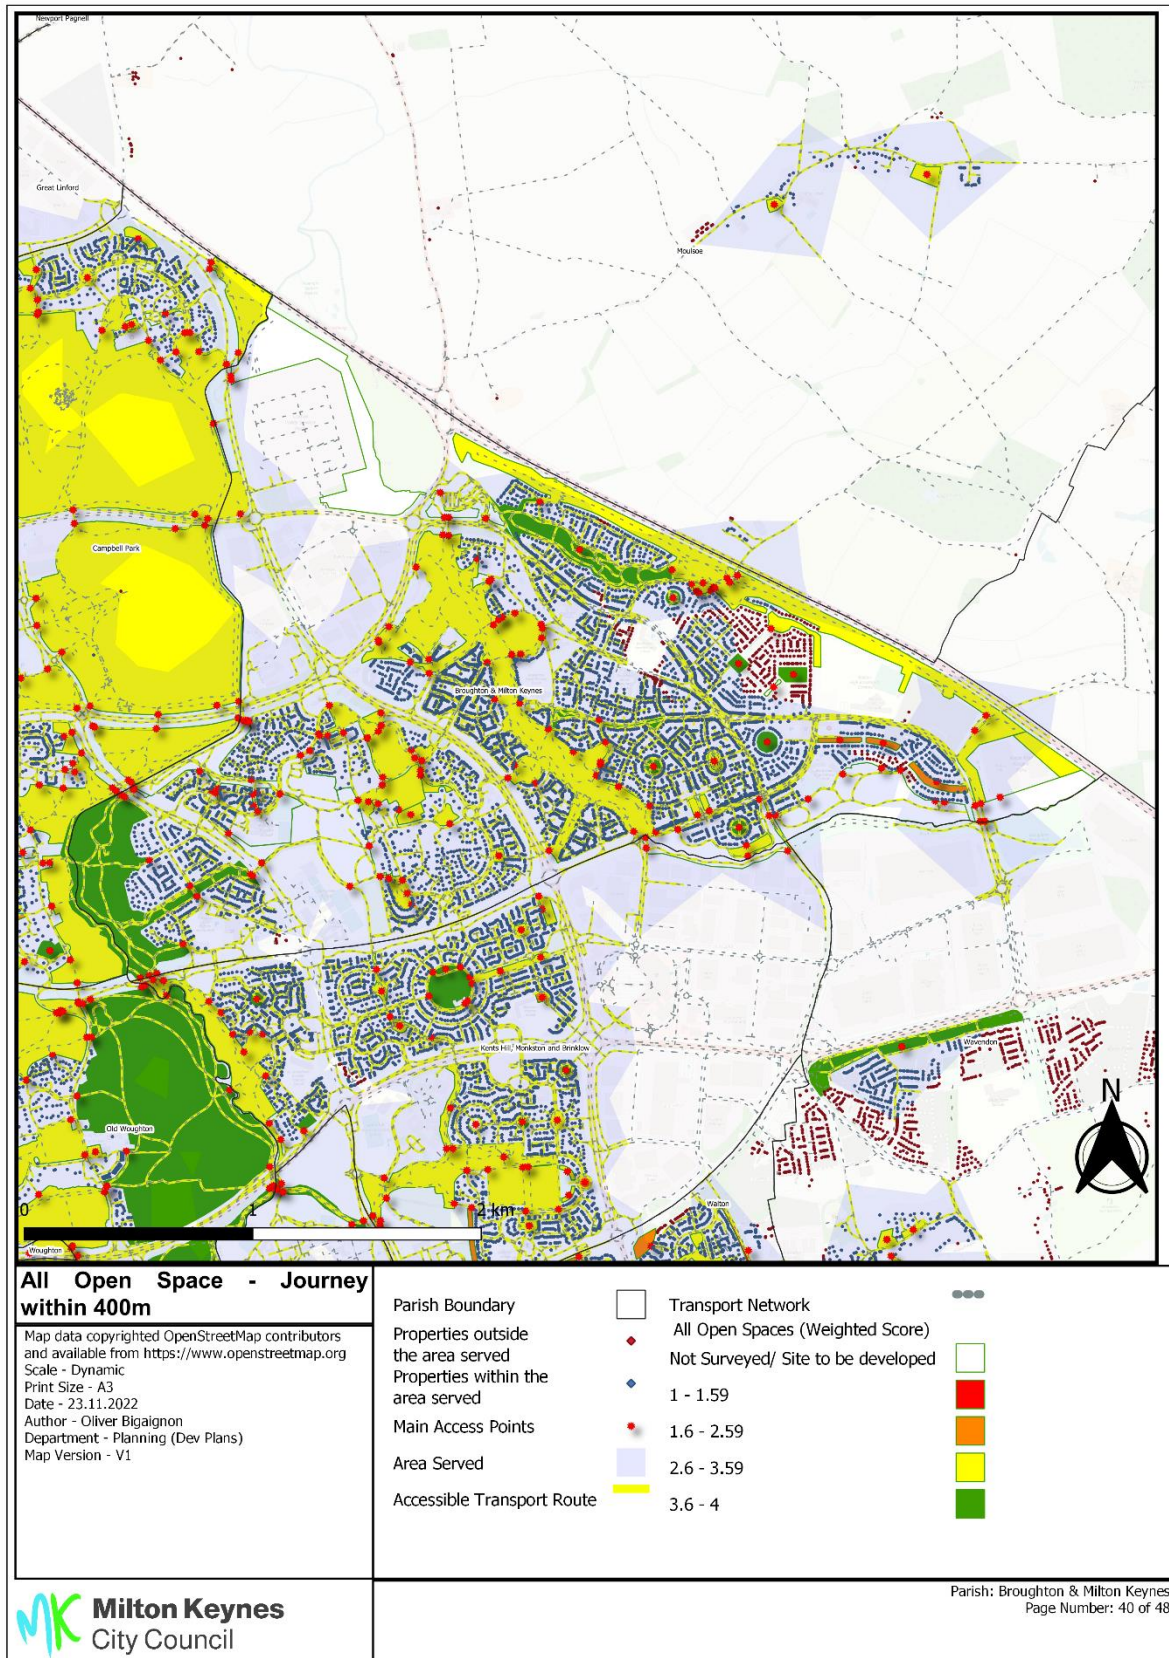 Newport Pagnell
Great Linford
Moulsoe
Campbell Park
Broughton & Milton Keynes
Kents Hill, Monkston and Brinklow
Wavendon
N
Old Woughton
Walton
0 1 2 km
Woughton
All Open Space - Journey
within 400m
Map data copyrighted OpenStreetMap contributors
and available from https://www.openstreetmap.org
Scale - Dynamic
Print Size - A3
Date - 23.11.2022
Author - Oliver Bigaignon
Department - Planning (Dev Plans)
Map Version - V1
Parish Boundary
Properties outside
the area served
Properties within the
area served
Main Access Points
Area Served
Accessible Transport Route
Transport Network
All Open Spaces (Weighted Score)
Not Surveyed/ Site to be developed
1 - 1.59
1.6 - 2.59
2.6 - 3.59
3.6 - 4
MK Milton Keynes
City Council
Parish: Broughton & Milton Keynes
Page Number: 40 of 48